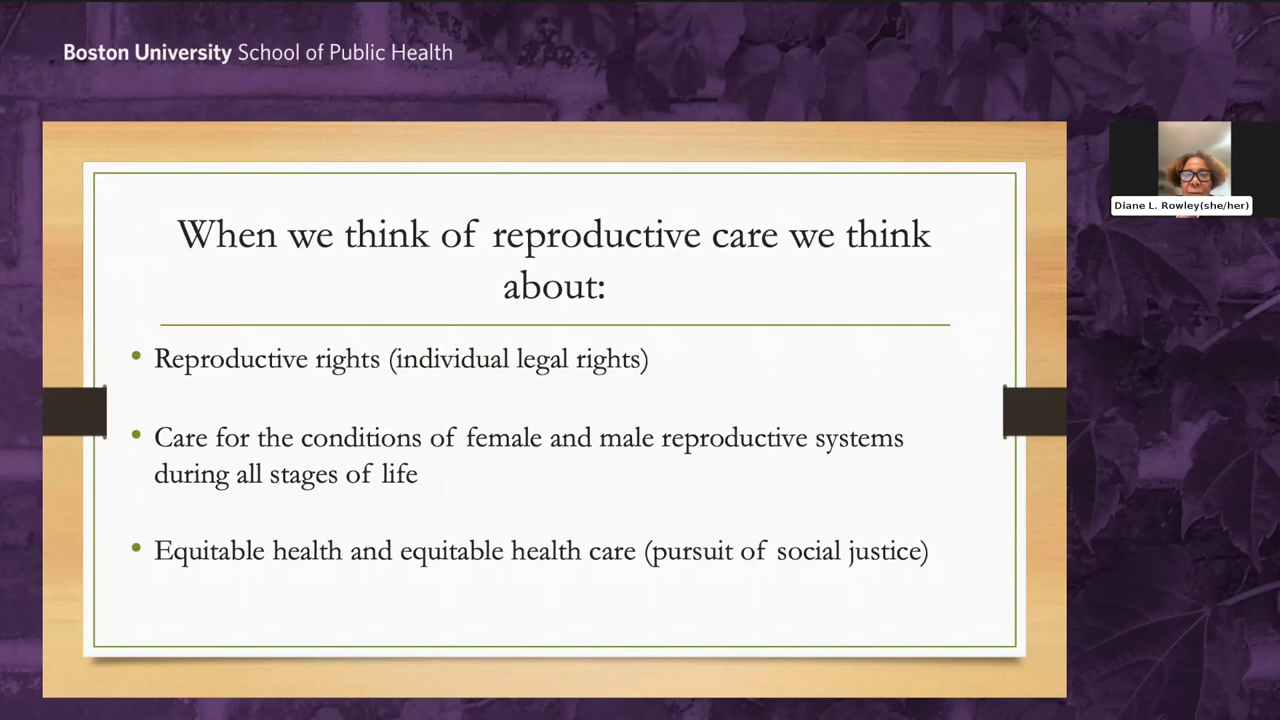 Boston University School of Public Health
When we think of reproductive care we think
about:
• Reproductive rights (individual legal rights)
• Care for the conditions of female and male reproductive systems
during all stages of life
• Equitable health and equitable health care (pursuit of social justice)
Diane L. Rowley(she/her)